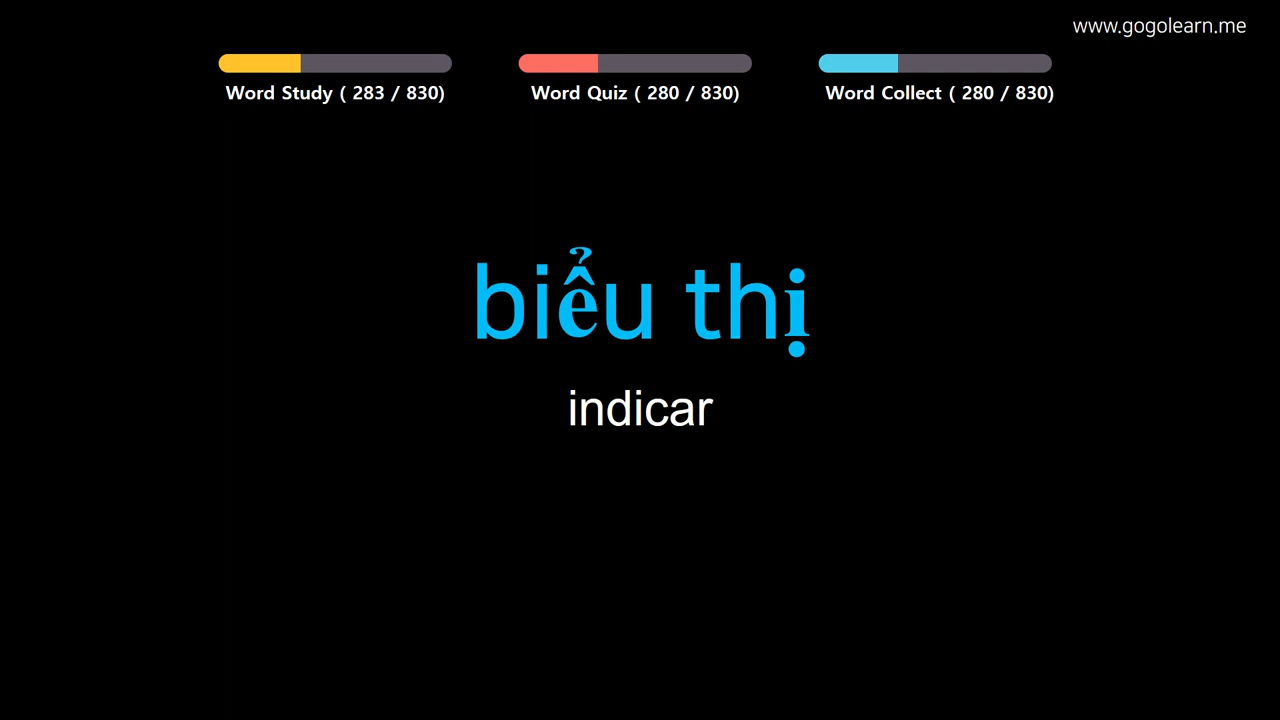 www.gogolearn.me
Word Study ( 283 / 830)
Word Quiz ( 280 / 830)
Word Collect ( 280 / 830)
biểu thị
indicar